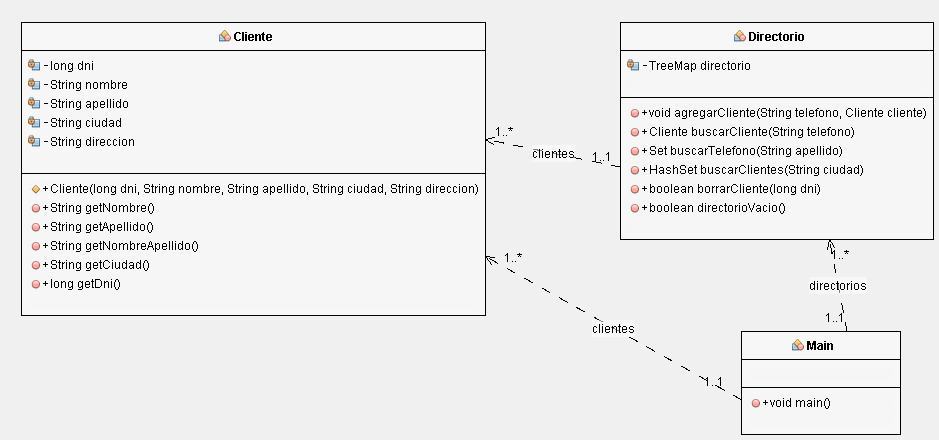 Cliente
-long dni
-String nombre
-String apellido
-String ciudad
-String direccion
+Cliente(long dni, String nombre, String apellido, String ciudad, String direccion)
+String getNombre()
+String getApellido()
+String getNombreApellido()
+String getCiudad()
+long getDni()
Directorio
-TreeMap directorio
+void agregarCliente(String telefono, Cliente cliente)
+Cliente buscarCliente(String telefono)
+Set buscarTelefono(String apellido)
+HashSet buscarClientes(String ciudad)
+boolean borrarCliente(long dni)
+boolean directorioVacio()
1..*
clientes
1..1
1..*
clientes
1..1
1..*
directorios
1..1
Main
+void main()